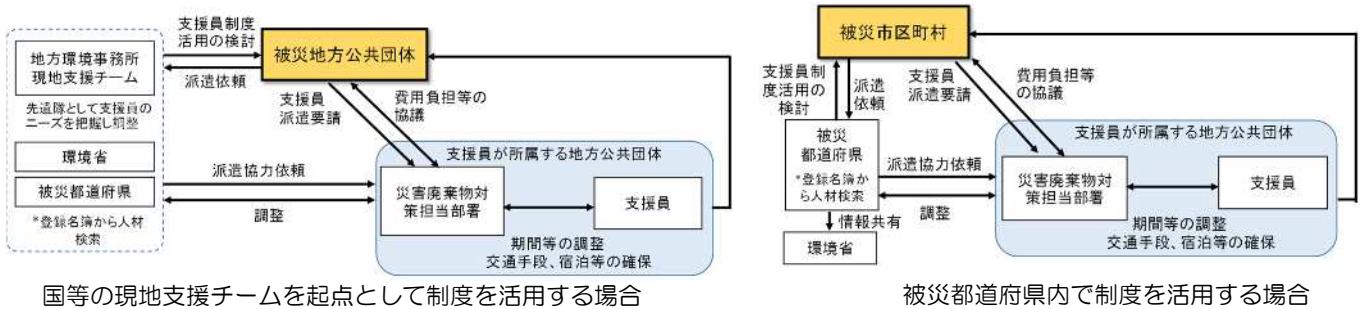 地方環境事務所
現地支援チーム
先遣隊として支援員の
ニーズを把握し調整
環境省
被災都道府県
*登録名簿から人材
検索
支援員制度
活用の検討
派遣依頼
被災地方公共団体
支援員
派遣要請
費用負担等の
協議
派遣協力依頼
調整
支援員が所属する地方公共団体
災害廃棄物対
策担当部署
支援員
期間等の調整
交通手段、宿泊等の確保
国等の現地支援チームを起点として制度を活用する場合
被災市区町村
支援員制
度活用の
検討
派遣
依頼
支援員
派遣要請
費用負担等
の協議
被災
都道府県
*登録名簿か
ら人材検索
派遣協力依頼
調整
情報共有
環境省
支援員が所属する地方公共団体
災害廃棄物対
策担当部署
支援員
期間等の調整
交通手段、宿泊等の確保
被災都道府県内で制度を活用する場合